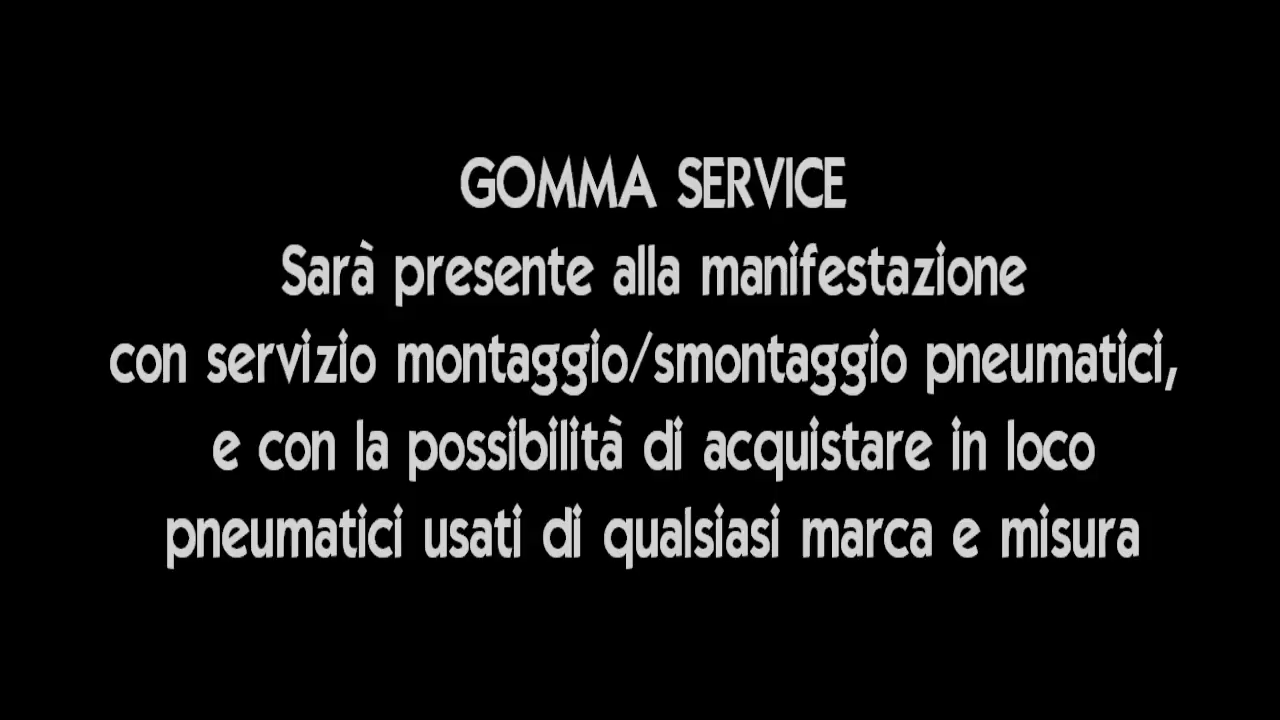 GOMMA SERVICE
Sarà presente alla manifestazione
con servizio montaggio/smontaggio pneumatici,
e con la possibilità di acquistare in loco
pneumatici usati di qualsiasi marca e misura